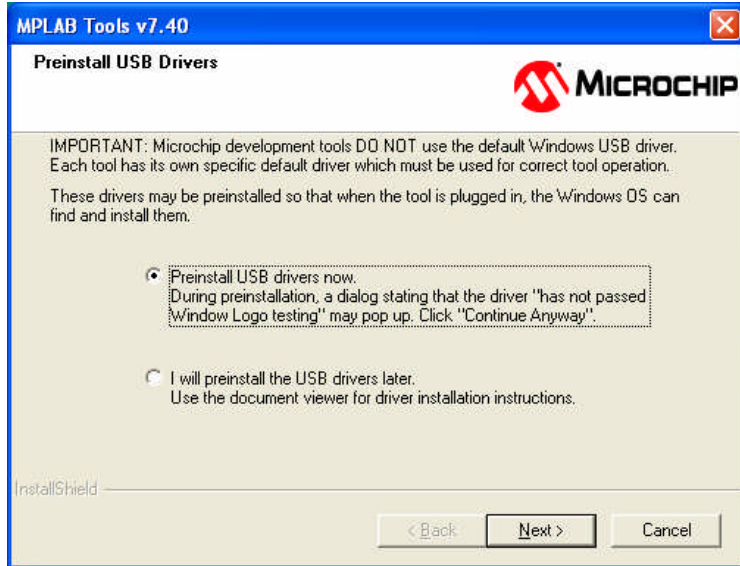 MPLAB Tools v7.40
Preinstall USB Drivers
MICROCHIP
IMPORTANT: Microchip development tools DO NOT use the default Windows USB driver.
Each tool has its own specific default driver which must be used for correct tool operation.
These drivers may be preinstalled so that when the tool is plugged in, the Windows OS can
find and install them.
Preinstall USB drivers now.
During preinstallation, a dialog stating that the driver "has not passed
Window Logo testing" may pop up. Click "Continue Anyway".
I will preinstall the USB drivers later.
Use the document viewer for driver installation instructions.
InstallShield
< Back
Next >
Cancel